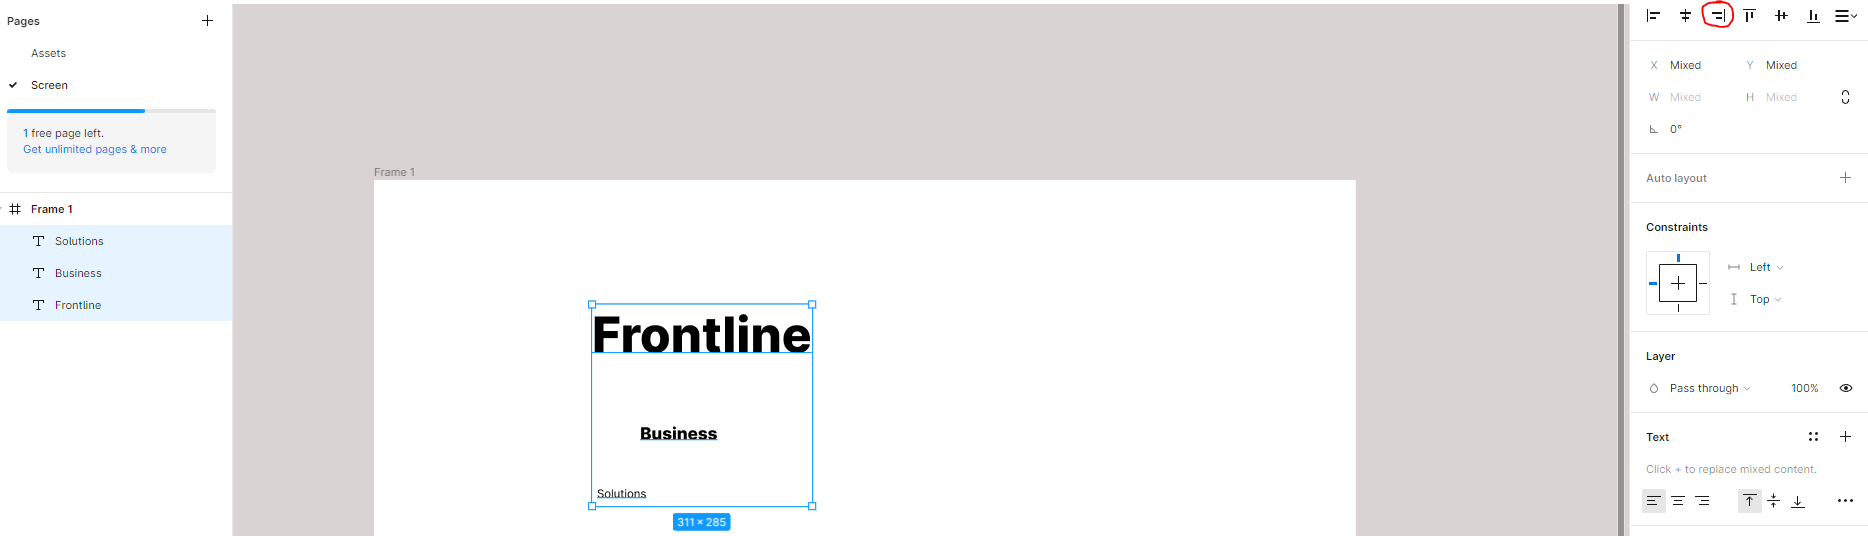 Pages
Assets
Screen
1 free page left.
Get unlimited pages & more
Frame 1
Solutions
Business
Frontline
Frame 1
Frontline
Business
Solutions
311 × 285
X Mixed Y Mixed
W Mixed H Mixed
0°
Auto layout
Constraints
Left
Top
Layer
Pass through 100%
Text
Click + to replace mixed content.